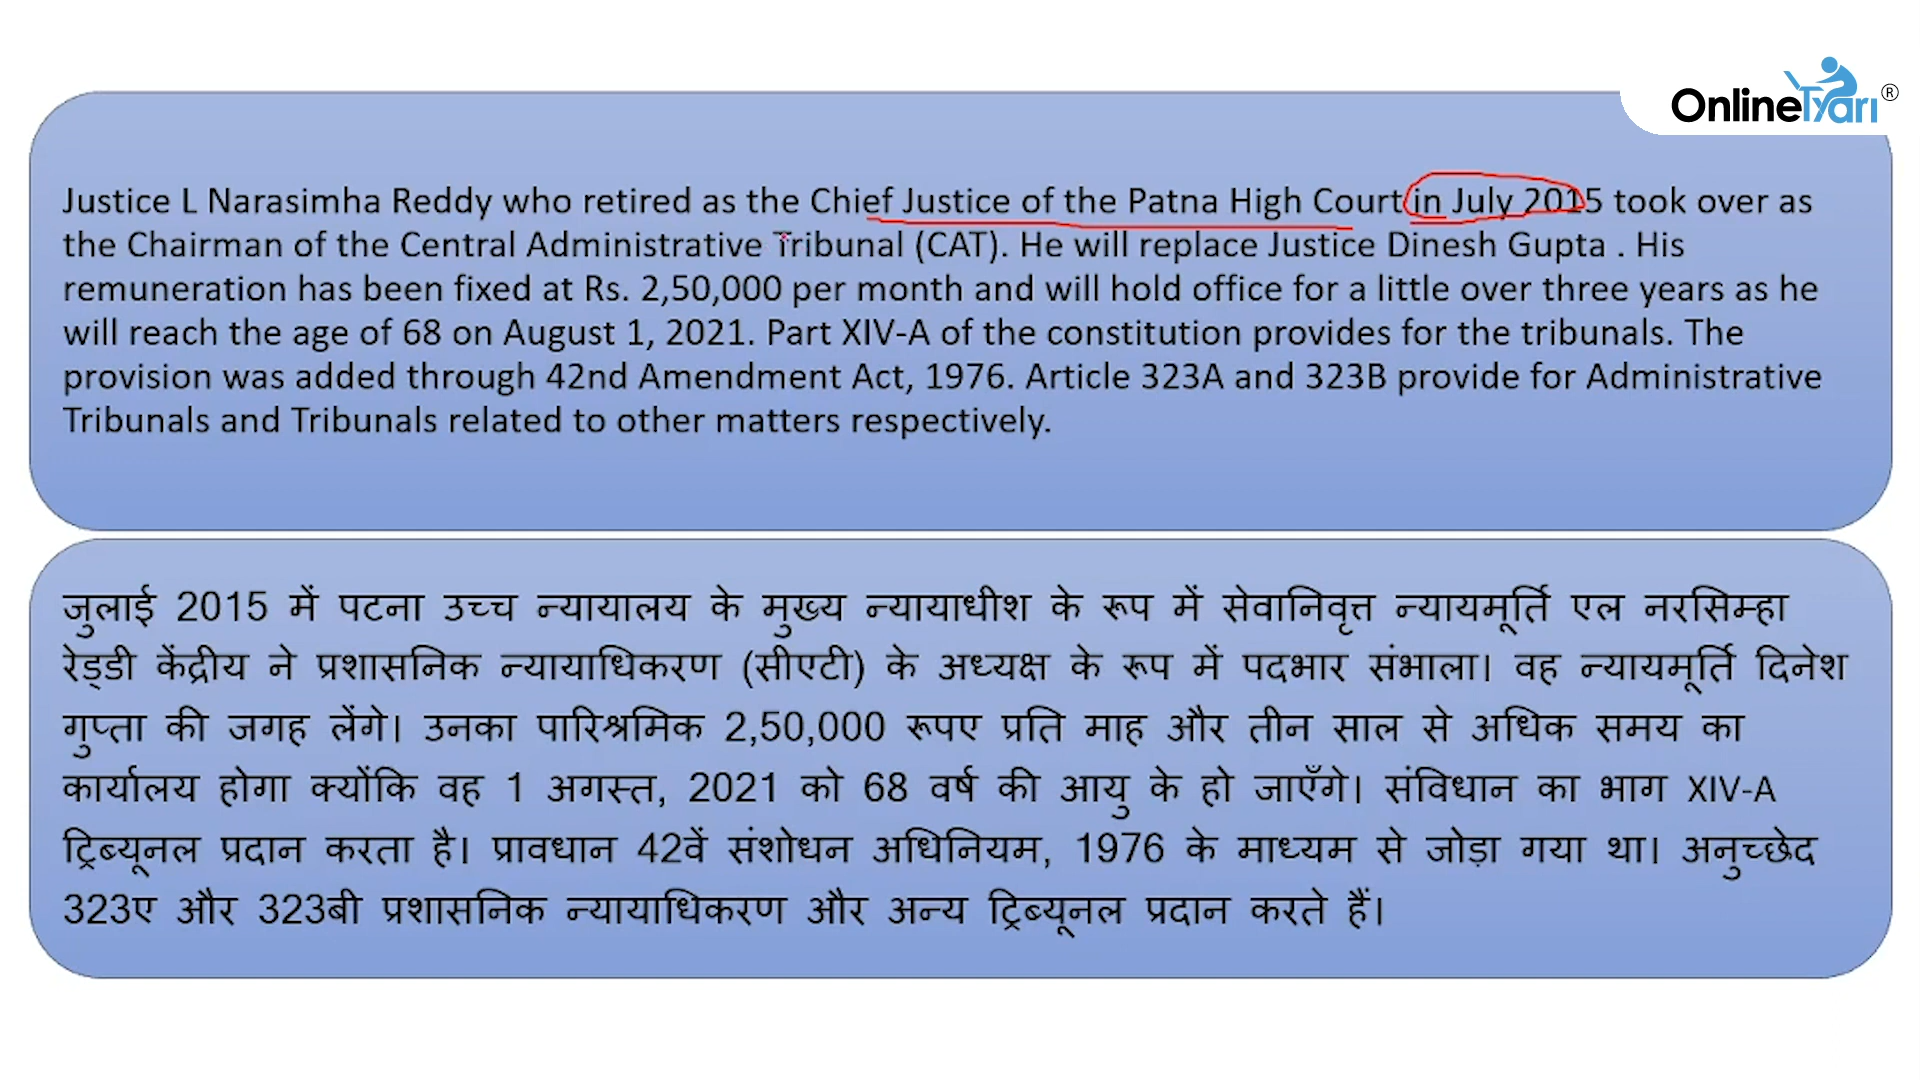 OnlineTyari®
Justice L Narasimha Reddy who retired as the Chief Justice of the Patna High Court in July 2015 took over as
the Chairman of the Central Administrative Tribunal (CAT). He will replace Justice Dinesh Gupta . His
remuneration has been fixed at Rs. 2,50,000 per month and will hold office for a little over three years as he
will reach the age of 68 on August 1, 2021. Part XIV-A of the constitution provides for the tribunals. The
provision was added through 42nd Amendment Act, 1976. Article 323A and 323B provide for Administrative
Tribunals and Tribunals related to other matters respectively.
जुलाई 2015 में पटना उच्च न्यायालय के मुख्य न्यायाधीश के रूप में सेवानिवृत्त न्यायमूर्ति एल नरसिम्हा
रेड्डी केंद्रीय ने प्रशासनिक न्यायाधिकरण (सीएटी) के अध्यक्ष के रूप में पदभार संभाला। वह न्यायमूर्ति दिनेश
गुप्ता की जगह लेंगे। उनका पारिश्रमिक 2,50,000 रूपए प्रति माह और तीन साल से अधिक समय का
कार्यालय होगा क्योंकि वह 1 अगस्त, 2021 को 68 वर्ष की आयु के हो जाएँगे। संविधान का भाग XIV-A
ट्रिब्यूनल प्रदान करता है। प्रावधान 42वें संशोधन अधिनियम, 1976 के माध्यम से जोड़ा गया था। अनुच्छेद
323ए और 323बी प्रशासनिक न्यायाधिकरण और अन्य ट्रिब्यूनल प्रदान करते हैं।